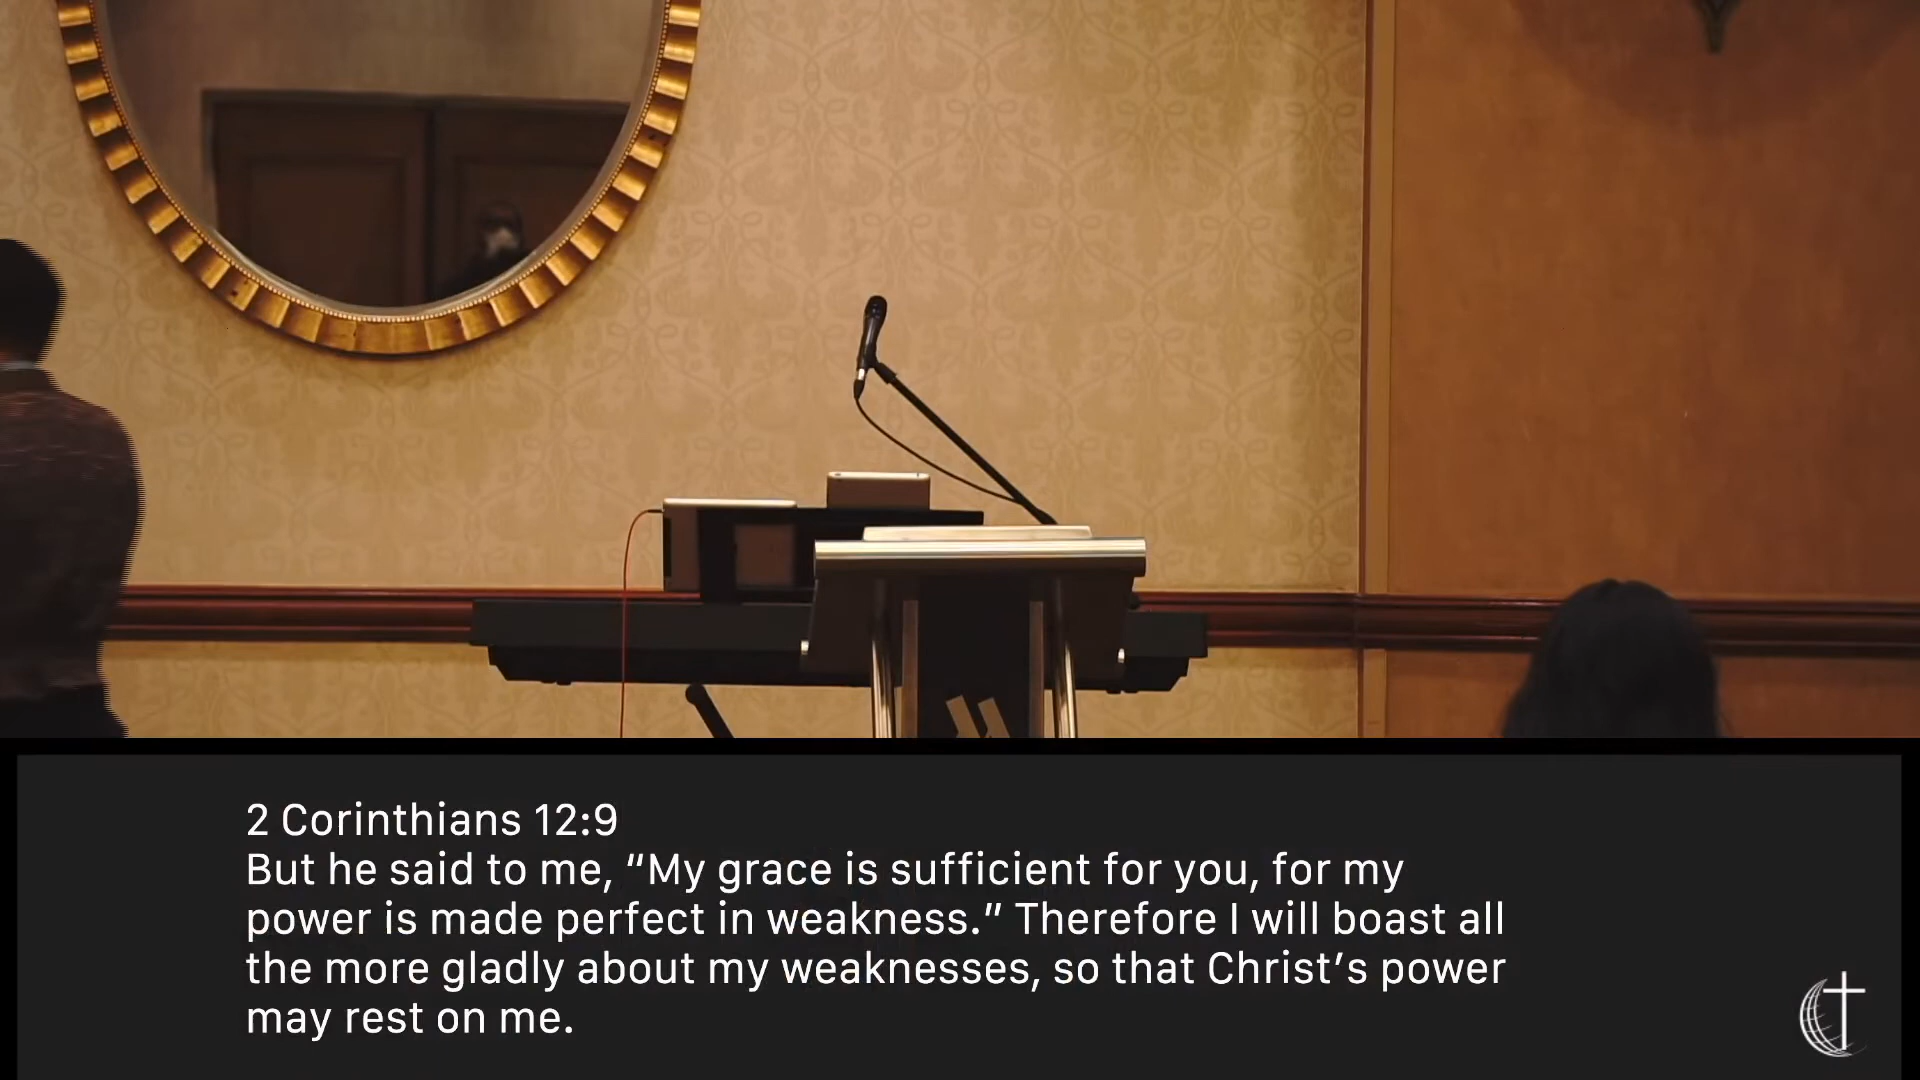 2 Corinthians 12:9
But he said to me, “My grace is sufficient for you, for my
power is made perfect in weakness.” Therefore I will boast all
the more gladly about my weaknesses, so that Christ’s power
may rest on me.